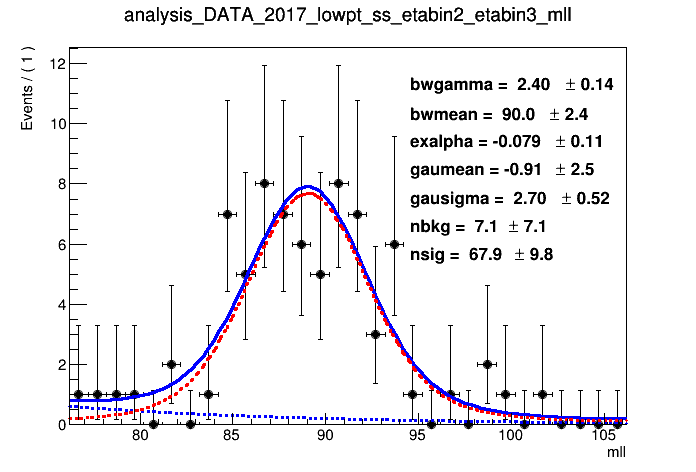 analysis_DATA_2017_lowpt_ss_etabin2_etabin3_mll
Events / ( 1 )
12
10
8
6
4
2
0
bwgamma = 2.40 ± 0.14
bwmean = 90.0 ± 2.4
exalpha = -0.079 ± 0.11
gaumean = -0.91 ± 2.5
gausigma = 2.70 ± 0.52
nbkg = 7.1 ± 7.1
nsig = 67.9 ± 9.8
80 85 90 95 100 105
mll